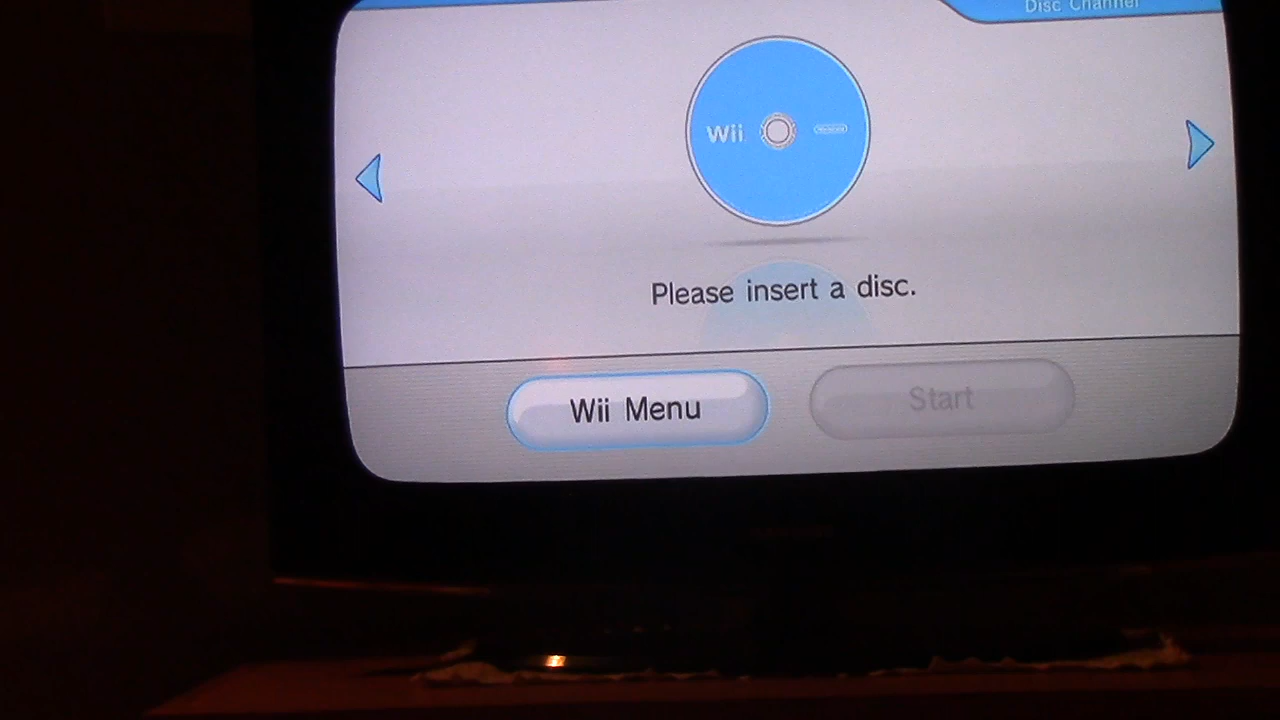 Disc Channel
Wii
Please insert a disc.
Wii Menu
Start